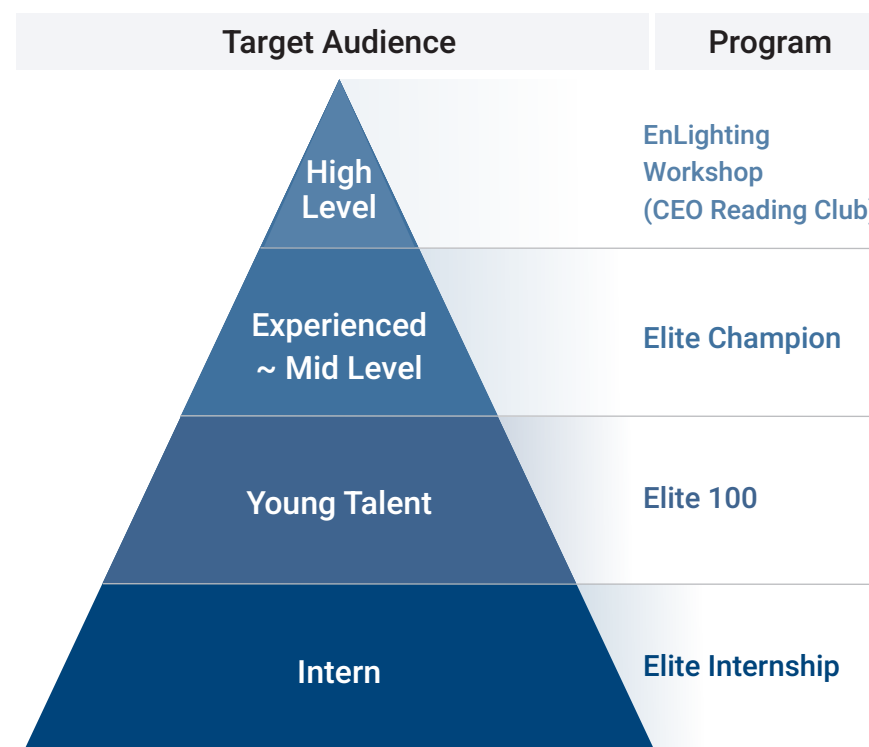 Target Audience
Program
High
Level
EnLighting
Workshop
(CEO Reading Club)
Experienced
~ Mid Level
Elite Champion
Young Talent
Elite 100
Intern
Elite Internship